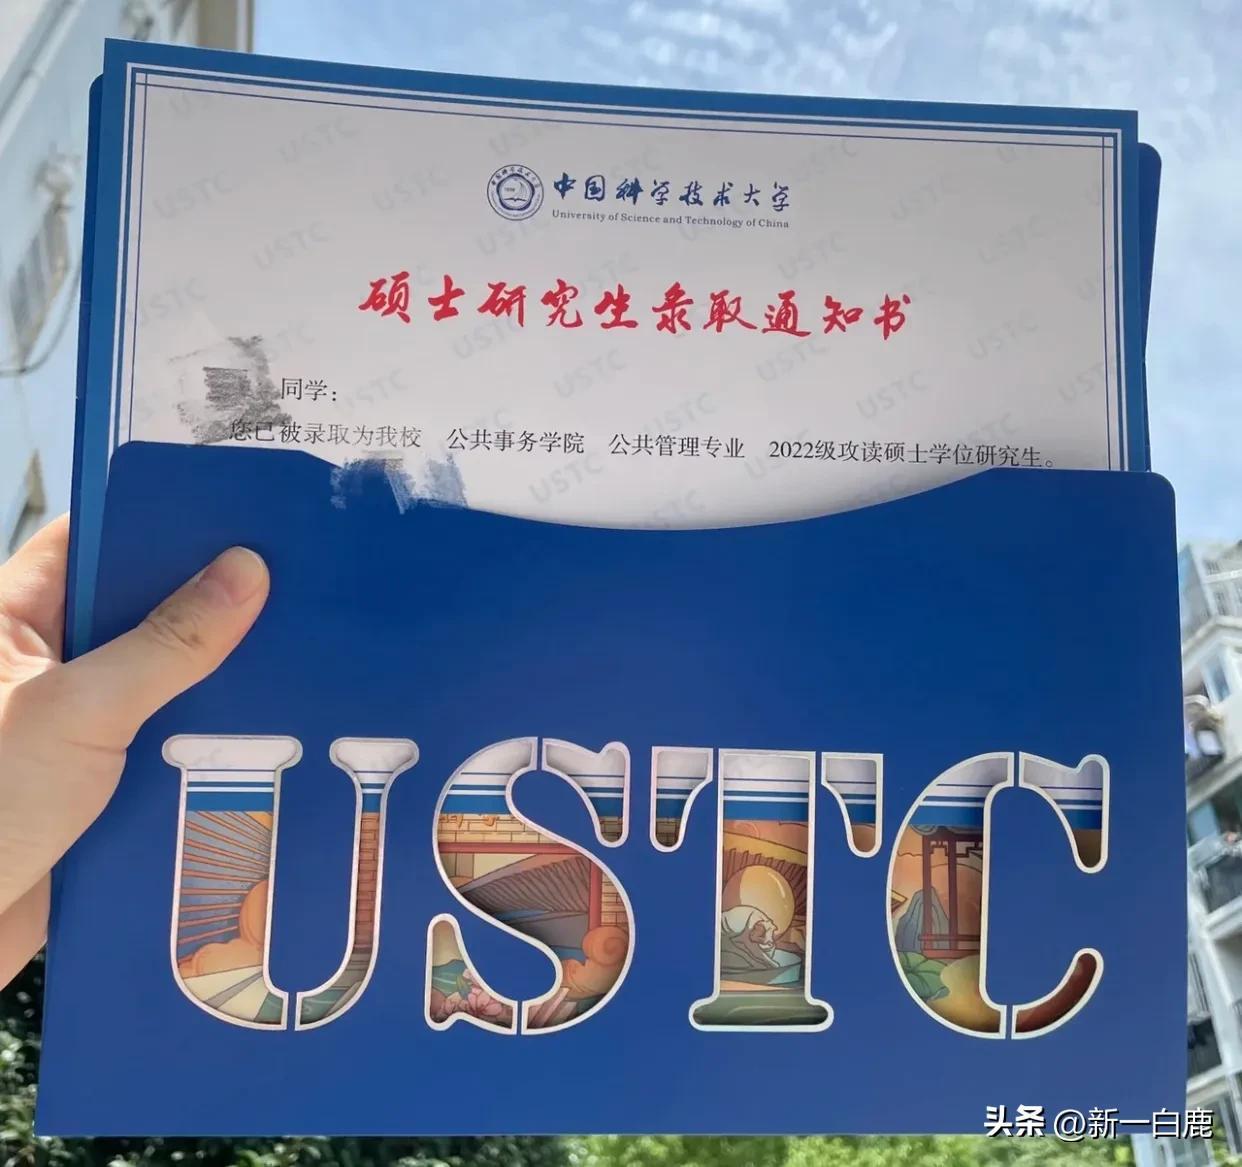 中国科学技术大学
University of Science and Technology of China
硕士研究生录取通知书
同学：
您已被录取为我校 公共事务学院 公共管理专业 2022级攻读硕士学位研究生。
USTC
头条 @新一白鹿